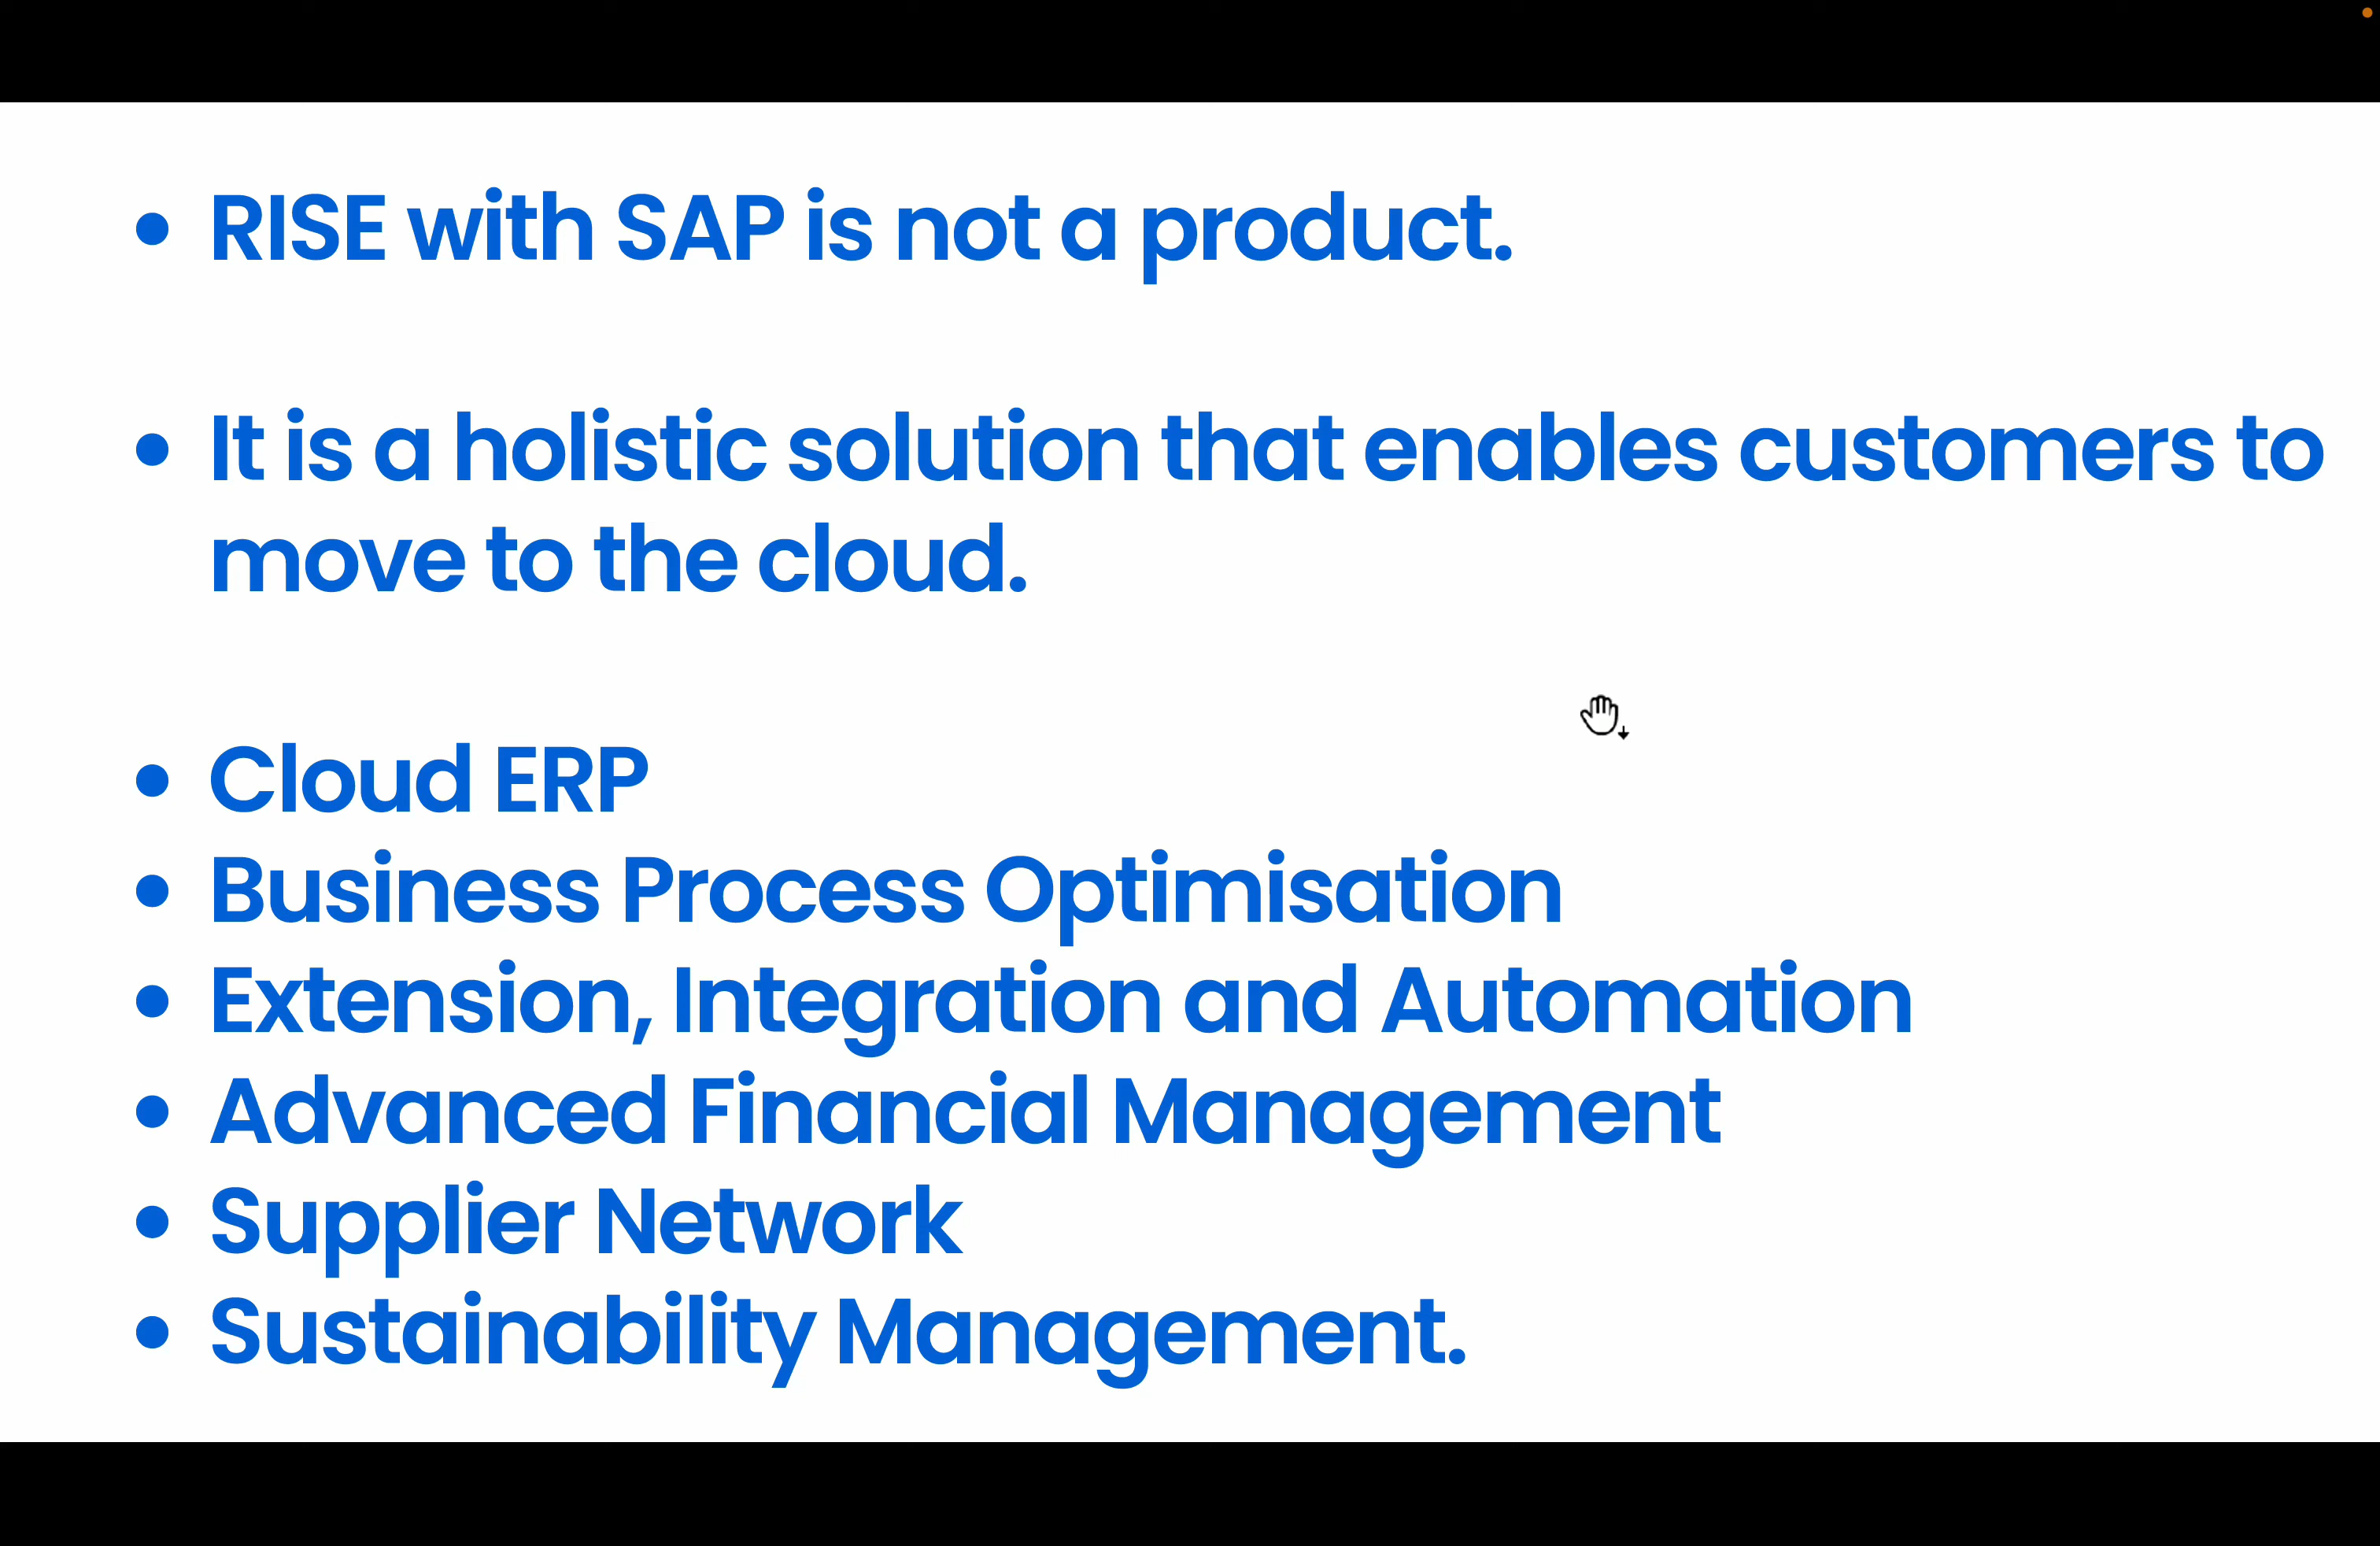 • RISE with SAP is not a product.
• It is a holistic solution that enables customers to
move to the cloud.
• Cloud ERP
• Business Process Optimisation
• Extension, Integration and Automation
• Advanced Financial Management
• Supplier Network
• Sustainability Management.